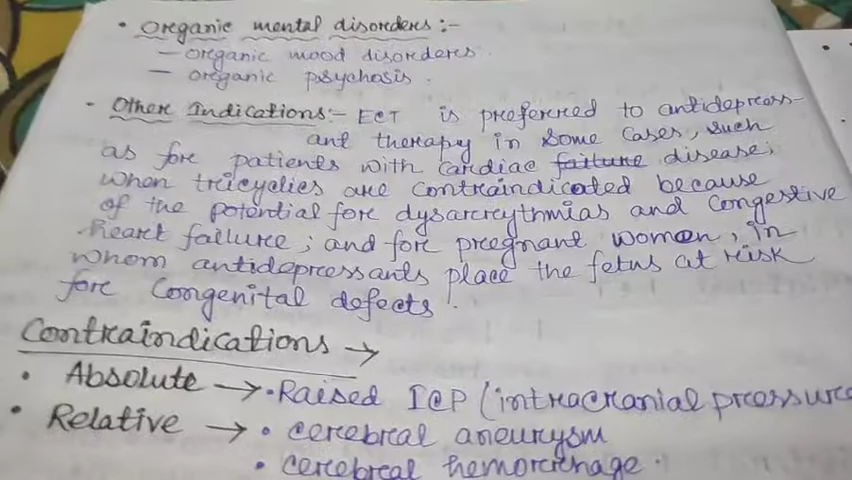 • Organic mental disorders :-
— organic mood disorders.
— organic psychosis.
• Other Indications:- ECT is preferred to antidepress-
ant therapy in some cases, such
as for patients with cardiac failure disease;
when tricyclies are contraindicated because
of the potential for dysarrythmias and congestive
heart failure; and for pregnant women, in
whom antidepressants place the fetus at risk
for congenital defects.
Contraindications →
• Absolute → • Raised ICP (intracranial pressure
• Relative → • cerebral aneurysm
• cerebral hemorrhage.